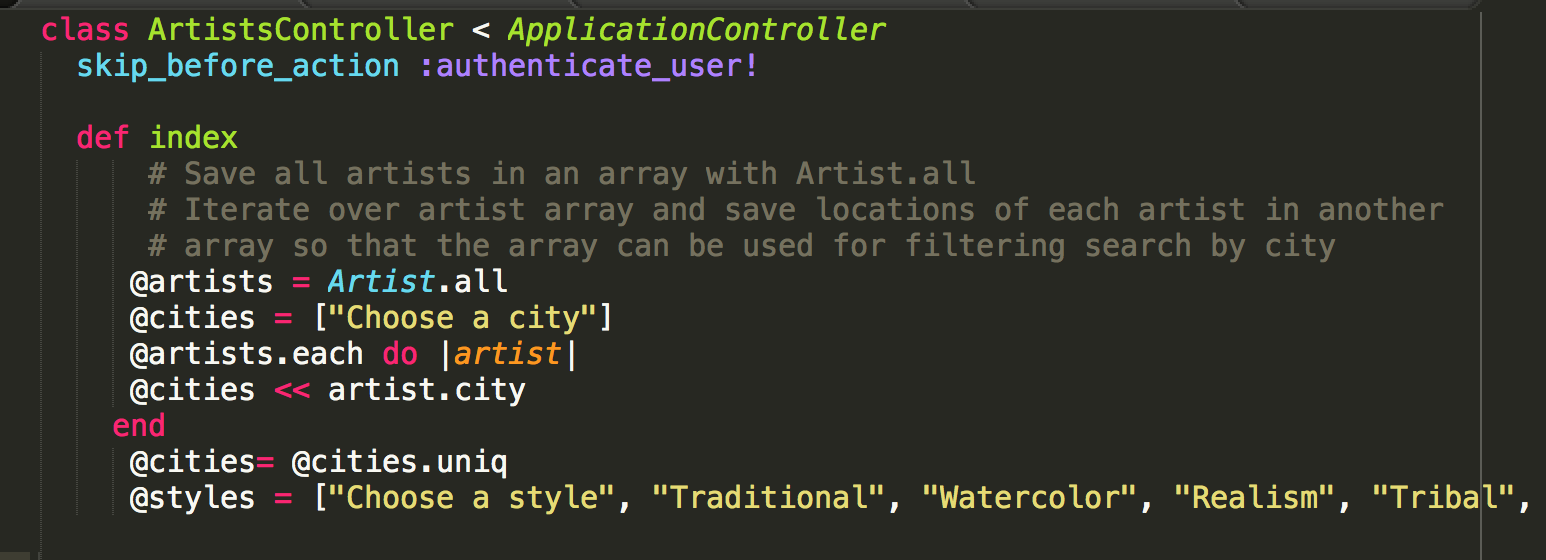 class ArtistsController < ApplicationController
  skip_before_action :authenticate_user!

  def index
      # Save all artists in an array with Artist.all
      # Iterate over artist array and save locations of each artist in another
      # array so that the array can be used for filtering search by city
     @artists = Artist.all
     @cities = ["Choose a city"]
     @artists.each do |artist|
     @cities << artist.city
    end
     @cities= @cities.uniq
     @styles = ["Choose a style", "Traditional", "Watercolor", "Realism", "Tribal",